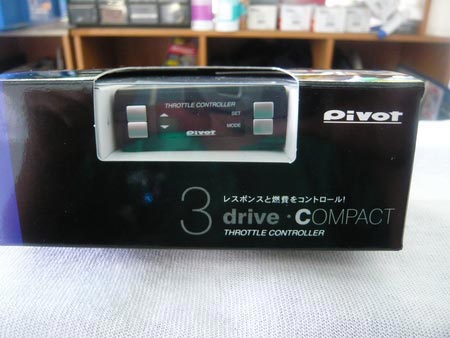 THROTTLE CONTROLLER
SET
MODE
Pivot
Pivot
レスポンスと燃費をコントロール!
3 drive・COMPACT
THROTTLE CONTROLLER